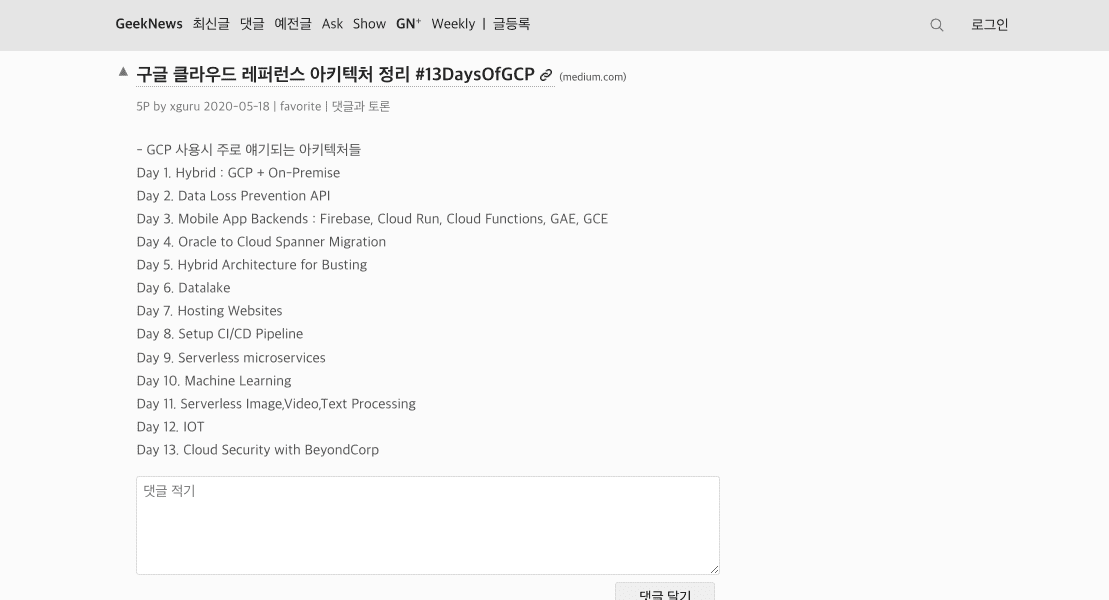 GeekNews 최신글 댓글 예전글 Ask Show GN⁺ Weekly | 글등록 로그인
▲ 구글 클라우드 레퍼런스 아키텍처 정리 #13DaysOfGCP (medium.com)
5P by xguru 2020-05-18 | favorite | 댓글과 토론
- GCP 사용시 주로 얘기되는 아키텍처들
Day 1. Hybrid : GCP + On-Premise
Day 2. Data Loss Prevention API
Day 3. Mobile App Backends : Firebase, Cloud Run, Cloud Functions, GAE, GCE
Day 4. Oracle to Cloud Spanner Migration
Day 5. Hybrid Architecture for Busting
Day 6. Datalake
Day 7. Hosting Websites
Day 8. Setup CI/CD Pipeline
Day 9. Serverless microservices
Day 10. Machine Learning
Day 11. Serverless Image,Video,Text Processing
Day 12. IOT
Day 13. Cloud Security with BeyondCorp
댓글 적기
댓글 달기